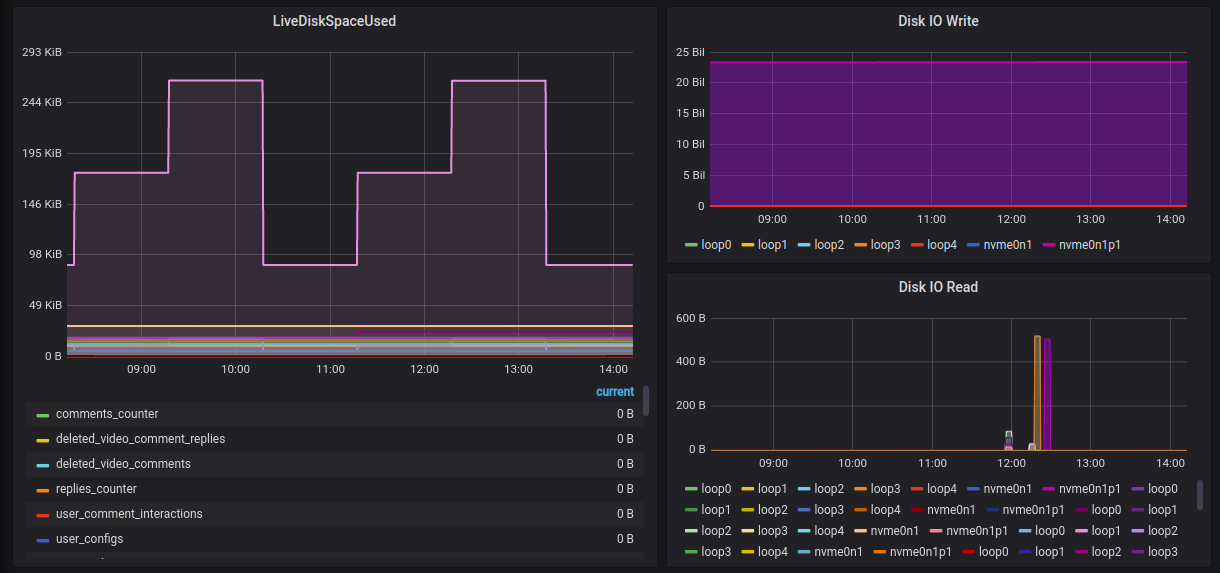 LiveDiskSpaceUsed
293 KiB
244 KiB
195 KiB
146 KiB
98 KiB
49 KiB
0 B
09:00 10:00 11:00 12:00 13:00 14:00
current
comments_counter 0 B
deleted_video_comment_replies 0 B
deleted_video_comments 0 B
replies_counter 0 B
user_comment_interactions 0 B
user_configs 0 B
Disk IO Write
25 Bil
20 Bil
15 Bil
10 Bil
5 Bil
0
09:00 10:00 11:00 12:00 13:00 14:00
loop0 loop1 loop2 loop3 loop4 nvme0n1 nvme0n1p1
Disk IO Read
600 B
400 B
200 B
0 B
09:00 10:00 11:00 12:00 13:00 14:00
loop0 loop1 loop2 loop3 loop4 nvme0n1 nvme0n1p1 loop0
loop1 loop2 loop3 loop4 nvme0n1 nvme0n1p1 loop0 loop1
loop2 loop3 loop4 nvme0n1 nvme0n1p1 loop0 loop1 loop2
loop3 loop4 nvme0n1 nvme0n1p1 loop0 loop1 loop2 loop3